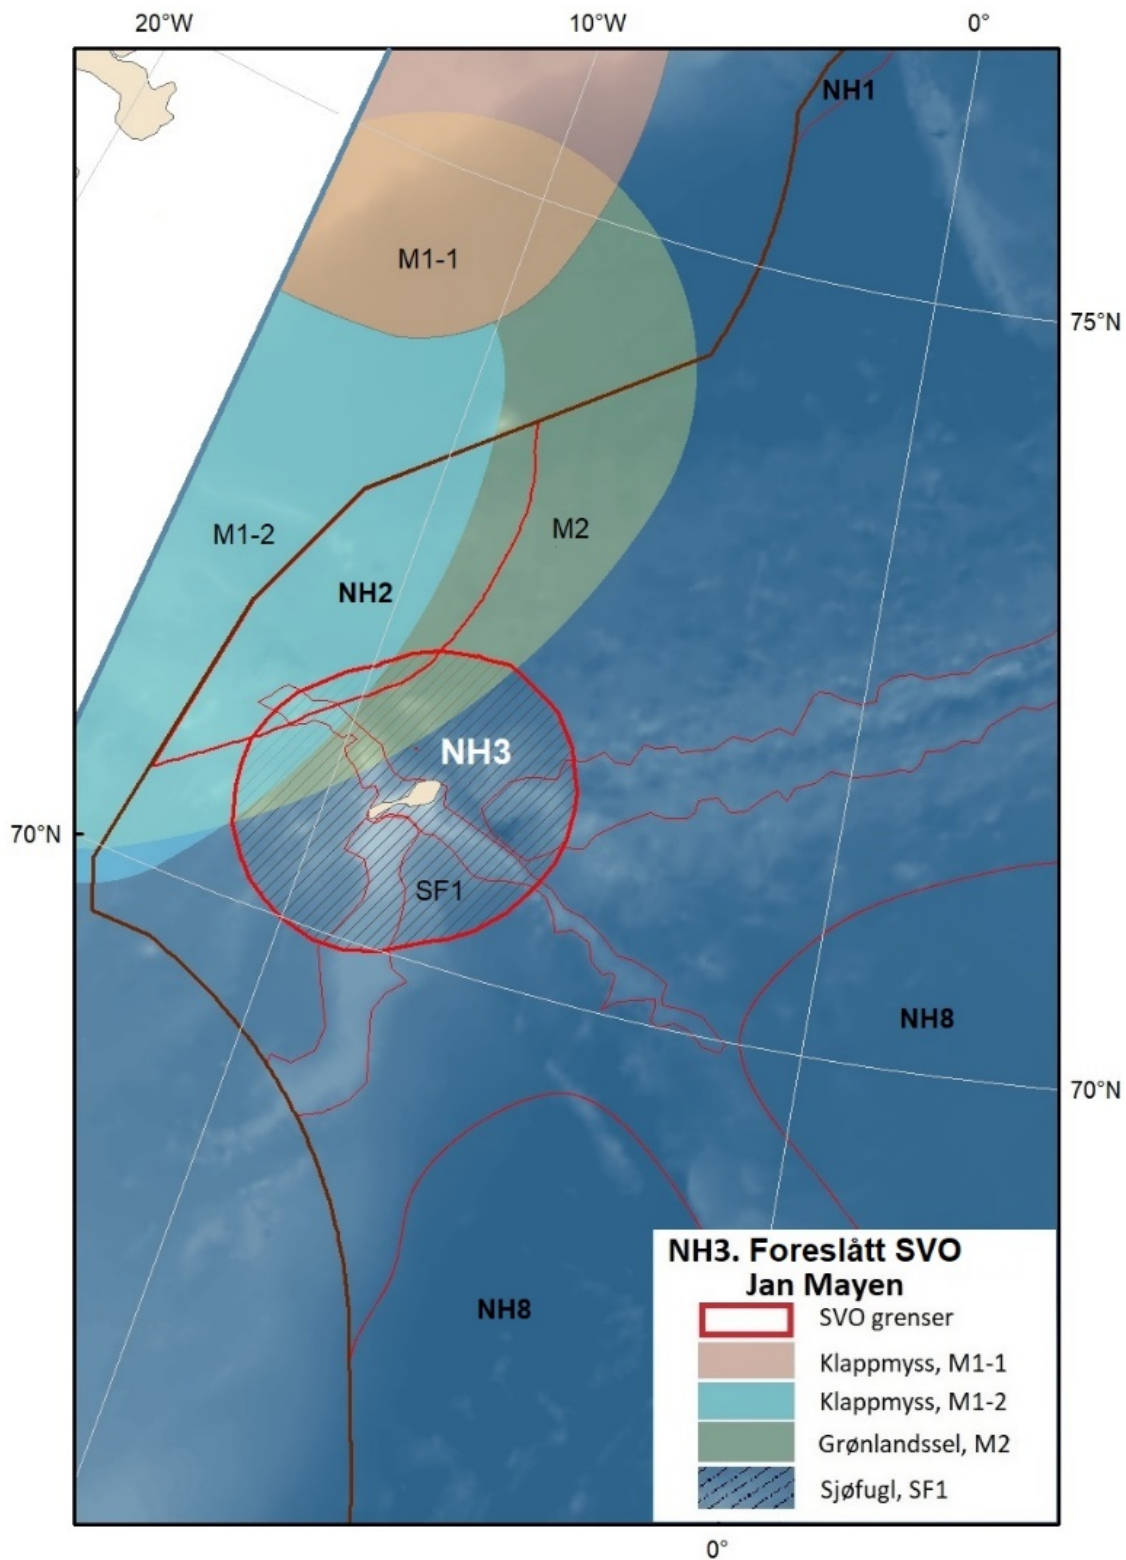 20°W
10°W
0°
NH1
M1-1
75°N
M1-2
M2
NH2
NH3
70°N
SF1
NH8
70°N
NH8
NH3. Foreslått SVO
Jan Mayen
SVO grenser
Klappmyss, M1-1
Klappmyss, M1-2
Grønlandssel, M2
Sjøfugl, SF1
0°